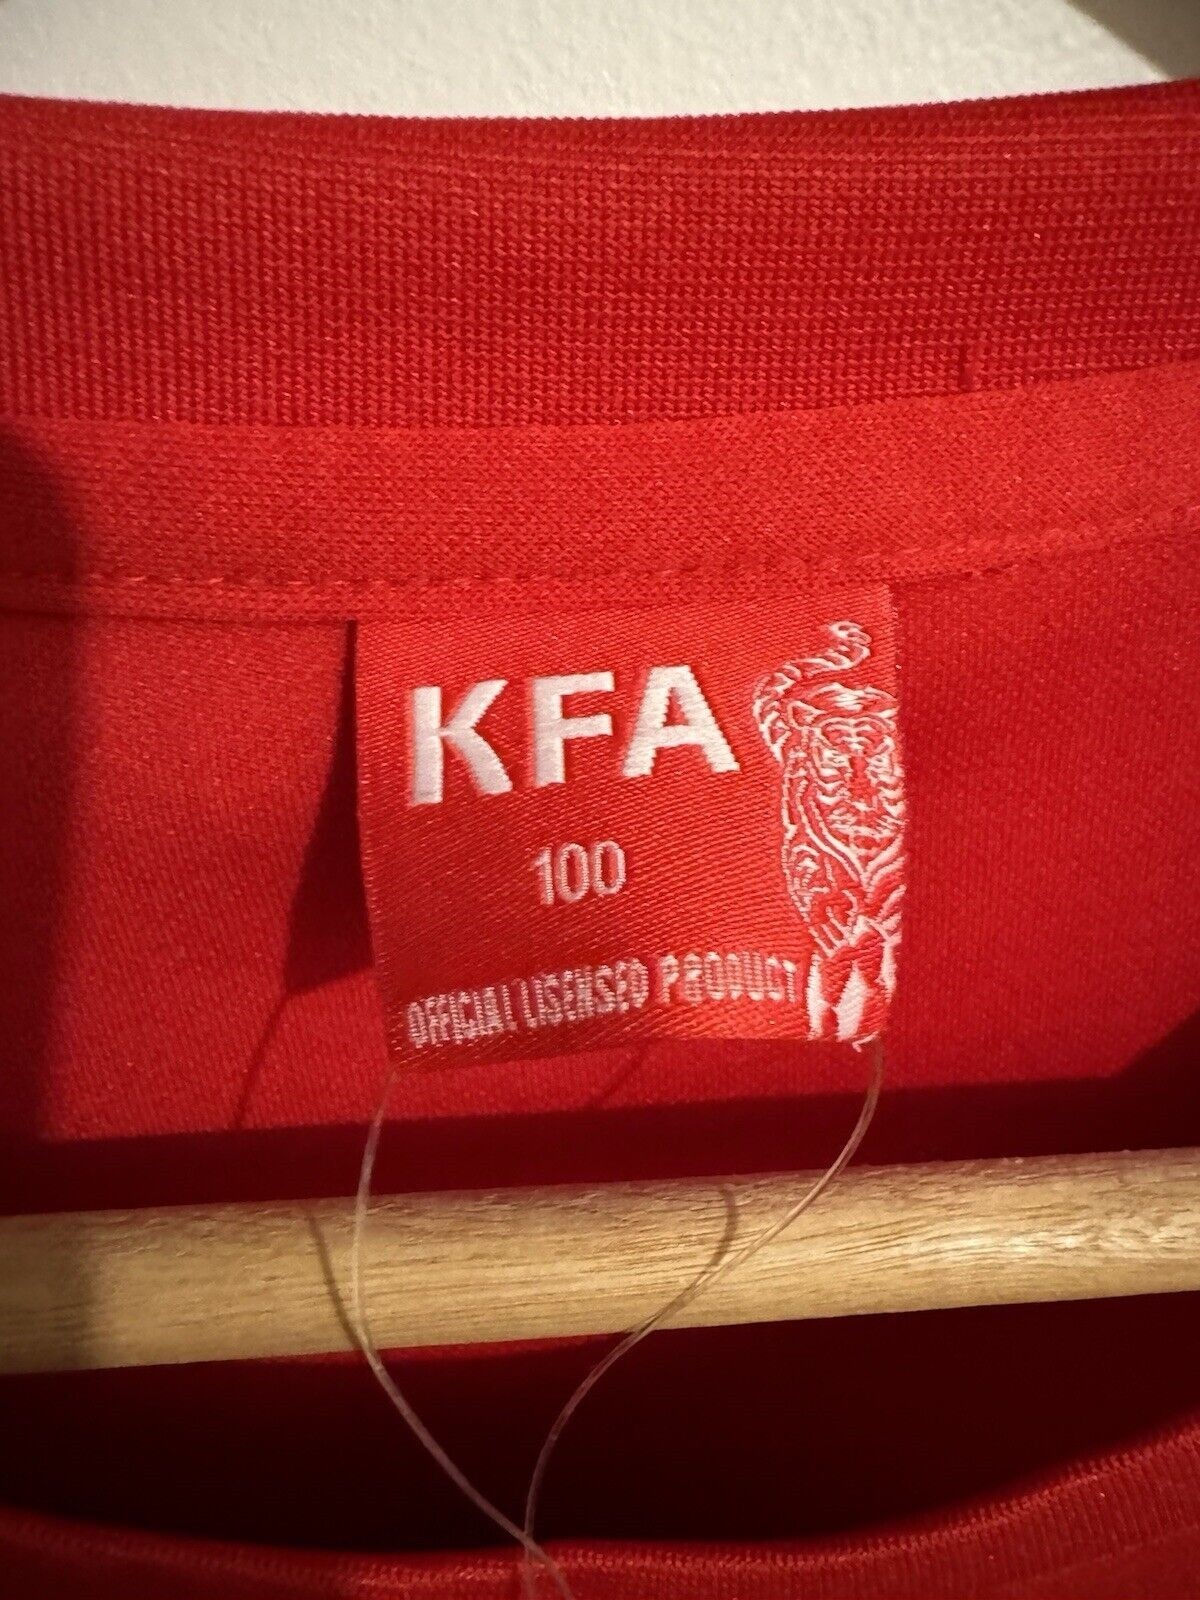 KFA
100
OFFICIAL LISENSED PRODUCT